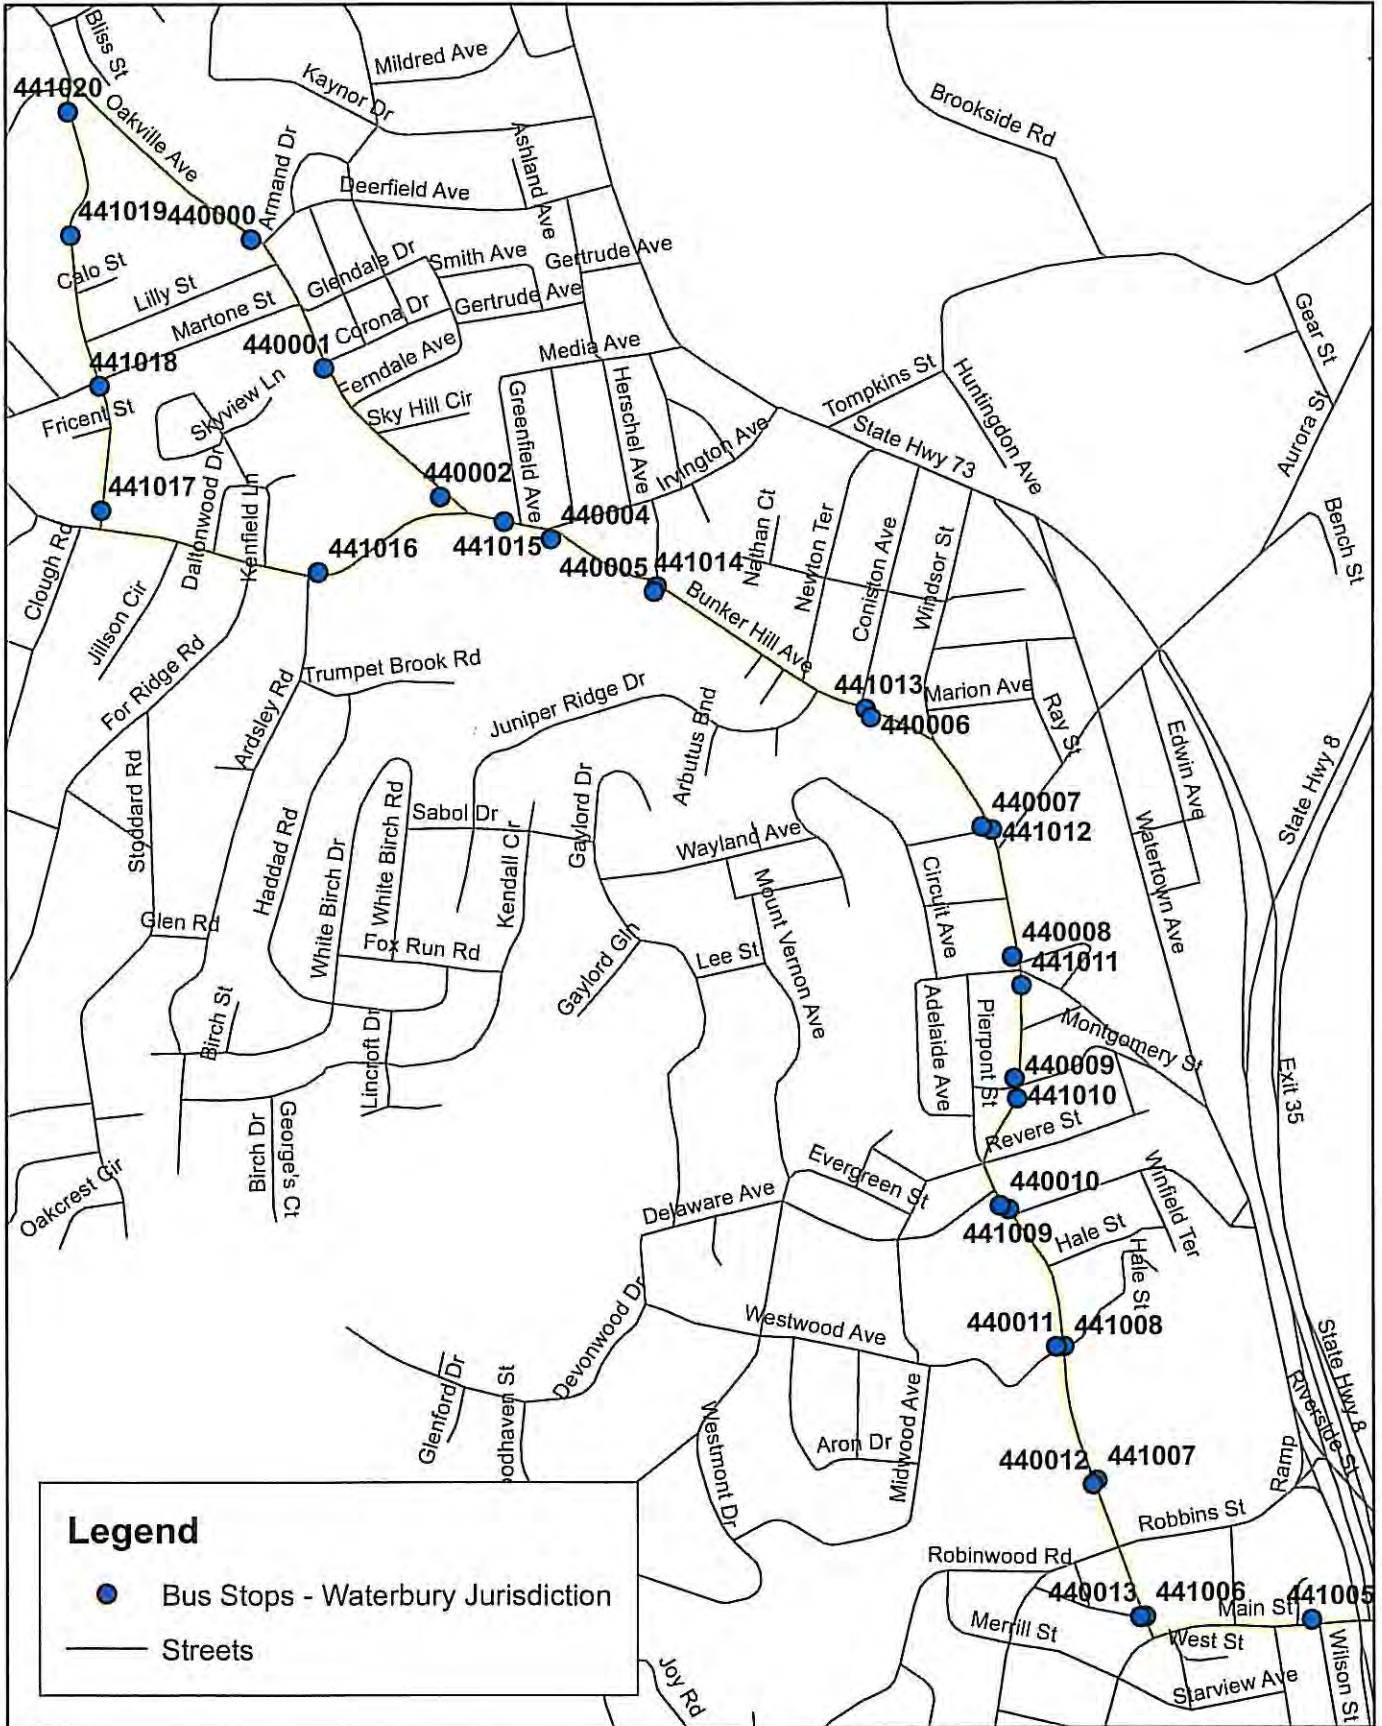 Bliss St
Mildred Ave
Kaynor Dr
441020
Oakville Ave
Brookside Rd
Armand Dr
Ashland Ave
Deerfield Ave
441019
440000
Calo St
Glendale Dr
Smith Ave
Gertrude Ave
Lilly St
Martone St
Gertrude Ave
Corona Dr
Gear St
440001
Media Ave
Ferndale Ave
441018
Tompkins St
Huntingdon Ave
Skyview Ln
Sky Hill Cir
Fricent St
Greenfield Ave
Herschel Ave
Irvington Ave
State Hwy 73
Aurora St
440002
441017
Daltonwood Dr
Kenfield Ln
440004
Nathan Ct
Newton Ter
Coniston Ave
Windsor St
Bench St
441016
441015
440005
441014
Clough Rd
Jillson Cir
Bunker Hill Ave
For Ridge Rd
Trumpet Brook Rd
Ardsley Rd
441013
Marion Ave
Juniper Ridge Dr
Arbutus Bnd
440006
Ray St
Edwin Ave
State Hwy 8
Stoddard Rd
Haddad Rd
White Birch Dr
White Birch Rd
Sabol Dr
Kendall Cir
Gaylord Dr
Wayland Ave
440007
441012
Watertown Ave
Circuit Ave
Mount Vernon Ave
Glen Rd
Fox Run Rd
Gaylord Gln
Lee St
440008
441011
Birch St
Lincroft Dr
Adelaide Ave
Pierpont St
Montgomery St
440009
441010
Exit 35
Birch Dr
George's Ct
Revere St
Oakcrest Cir
Evergreen St
Delaware Ave
440010
Winfield Ter
441009
Hale St
Hale St
Devonwood Dr
Westwood Ave
440011
441008
State Hwy 8
Riverside St
Glenford Dr
oodhaven St
Westmont Dr
Aron Dr
Midwood Ave
440012
441007
Ramp
Robbins St
Robinwood Rd
440013
441006
441005
Main St
Merrill St
West St
Starview Ave
Wilson St
Joy Rd
Legend
Bus Stops - Waterbury Jurisdiction
Streets